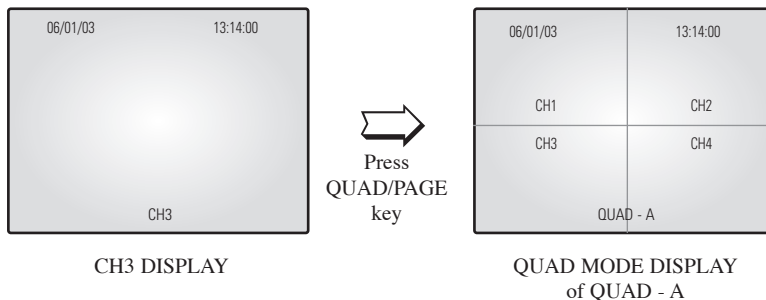 06/01/03 13:14:00
CH3
CH3 DISPLAY
Press
QUAD/PAGE
key
06/01/03 13:14:00
CH1 CH2
CH3 CH4
QUAD - A
QUAD MODE DISPLAY
of QUAD - A